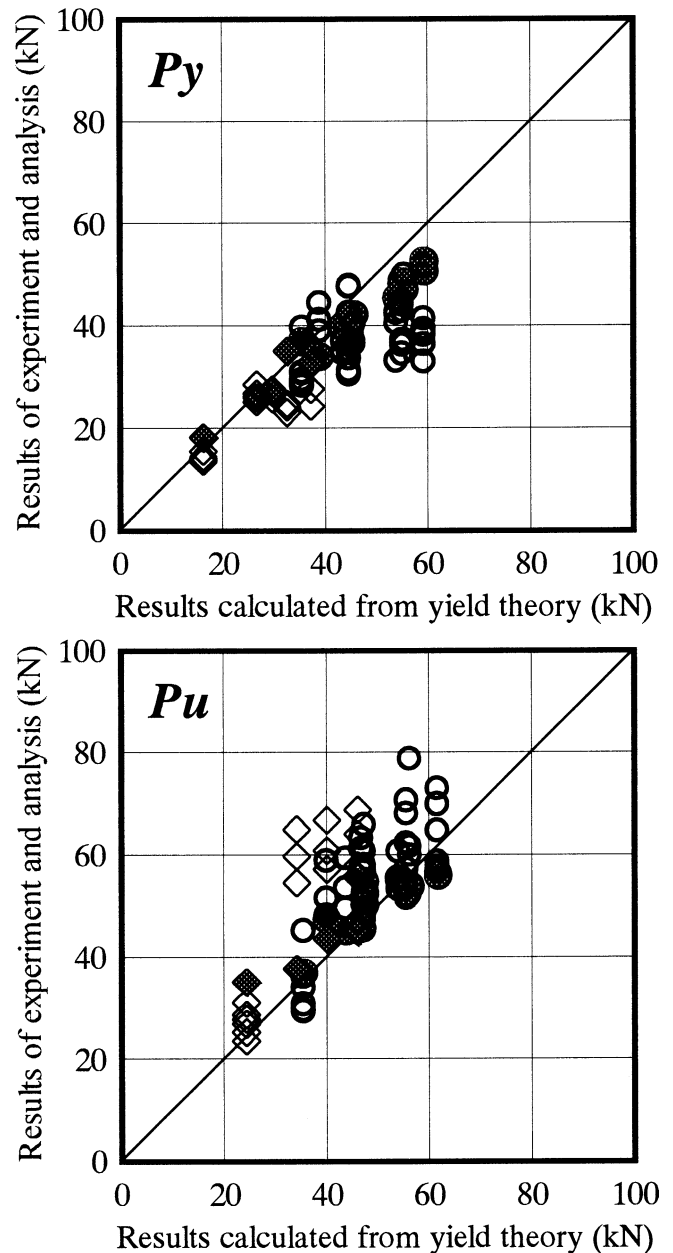 100
Py
80
60
40
20
0
0 20 40 60 80 100
Results of experiment and analysis (kN)
Results calculated from yield theory (kN)
100
Pu
80
60
40
20
0
0 20 40 60 80 100
Results of experiment and analysis (kN)
Results calculated from yield theory (kN)